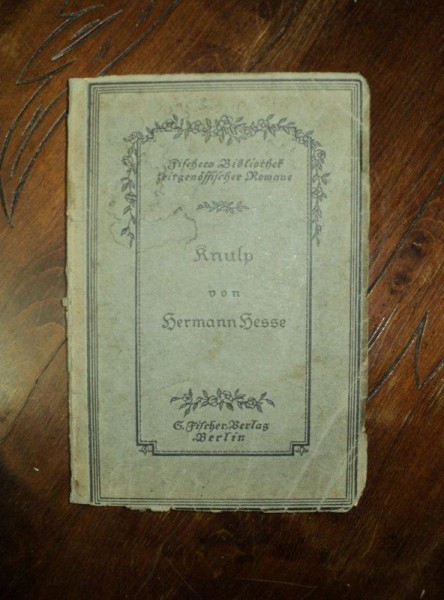 Fischers Bibliothek
zeitgenössischer Romane
Knulp
von
Hermann Hesse
S. Fischer, Verlag
Berlin